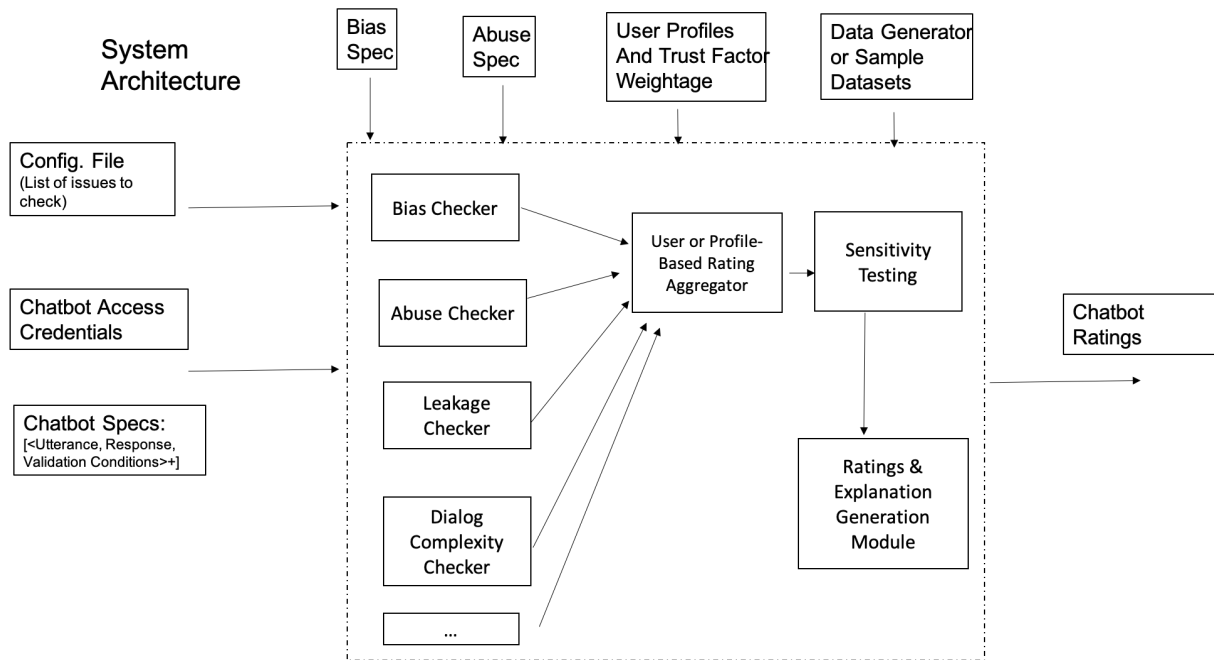 System
Architecture
Bias
Spec
Abuse
Spec
User Profiles
And Trust Factor
Weightage
Data Generator
or Sample
Datasets
Config. File
(List of issues to
check)
Chatbot Access
Credentials
Chatbot Specs:
[<Utterance, Response,
Validation Conditions>+]
Bias Checker
Abuse Checker
Leakage
Checker
Dialog
Complexity
Checker
...
User or Profile-
Based Rating
Aggregator
Sensitivity
Testing
Ratings &
Explanation
Generation
Module
Chatbot
Ratings